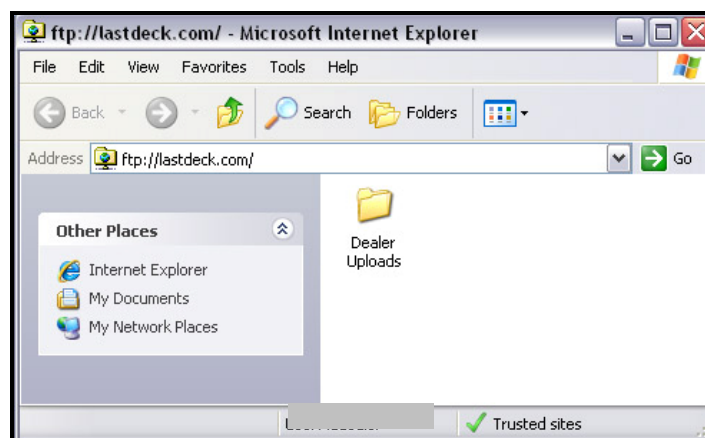 ftp://lastdeck.com/ - Microsoft Internet Explorer
File Edit View Favorites Tools Help
Back Search Folders
Address ftp://lastdeck.com/ Go
Other Places
Internet Explorer
My Documents
My Network Places
Dealer
Uploads
Trusted sites